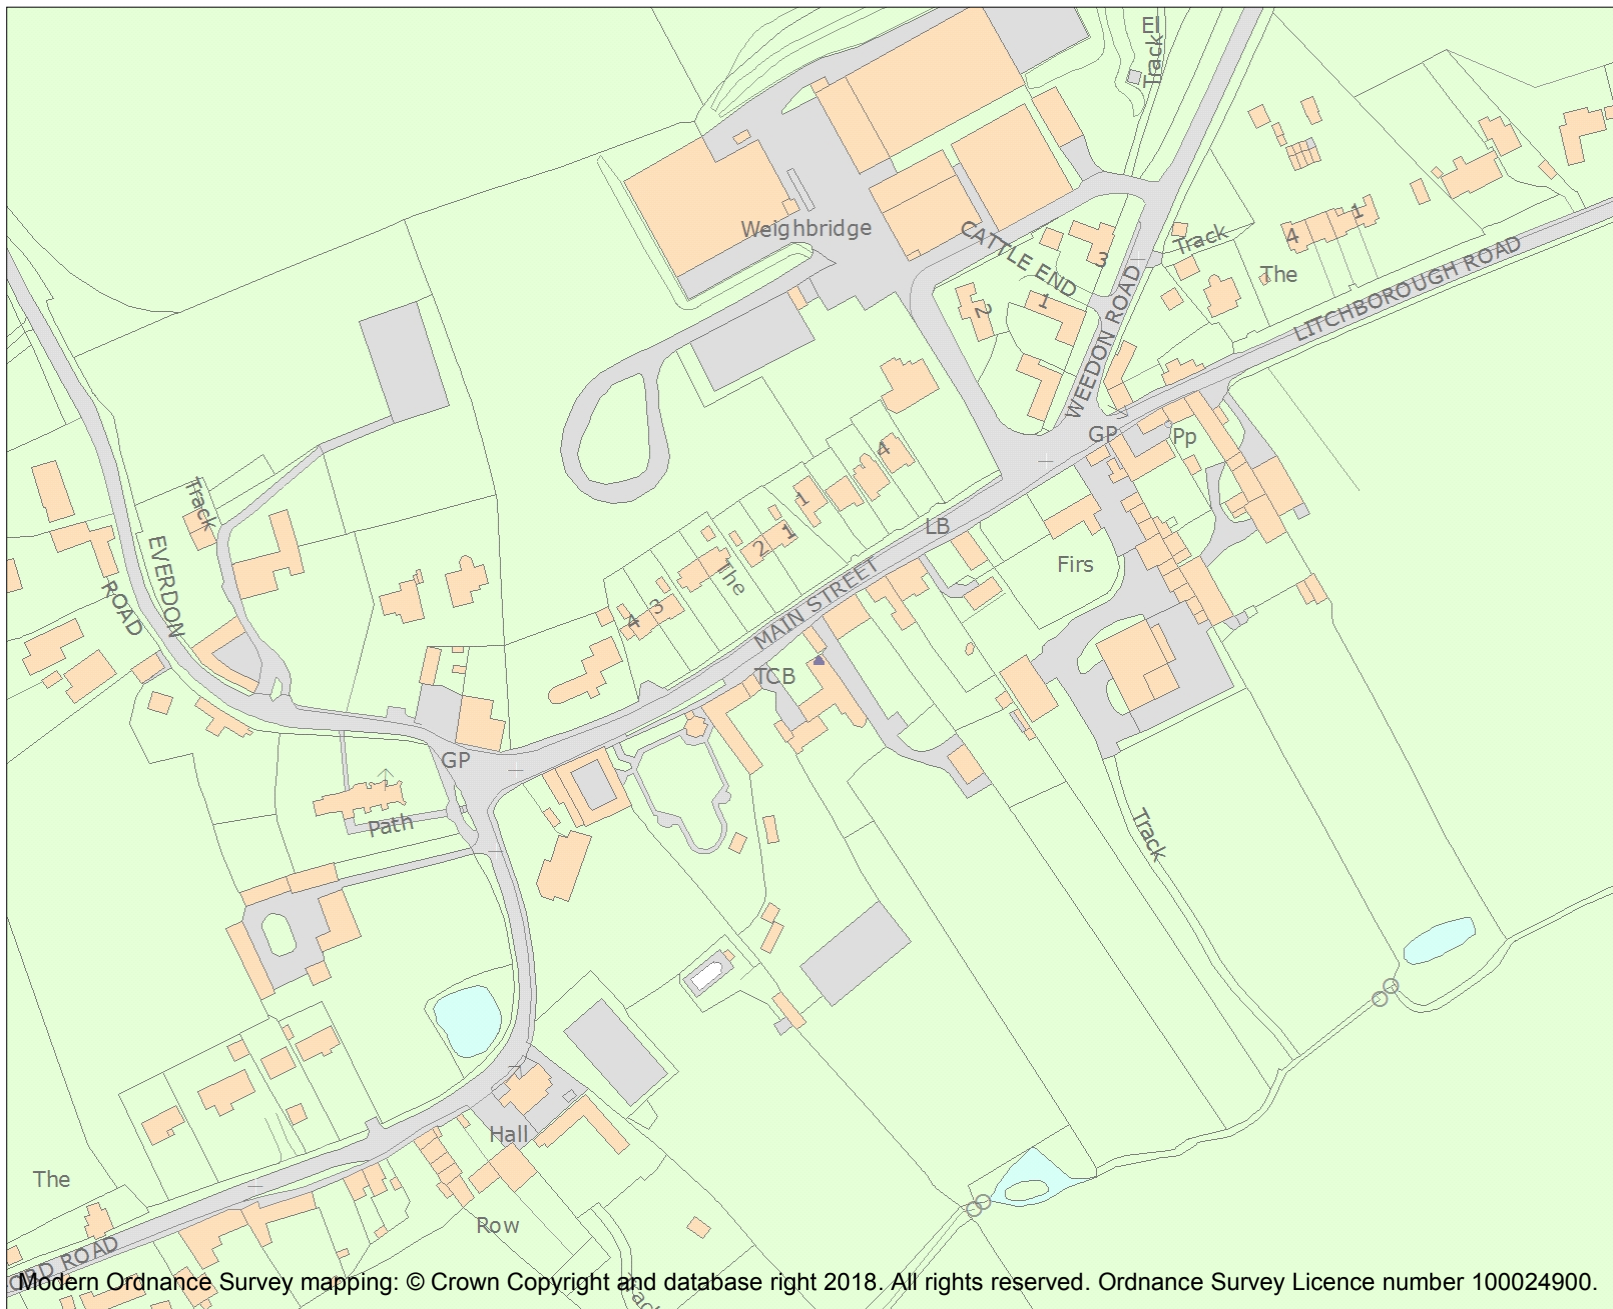 El
Track
Weighbridge
CATTLE END
3
2
1
WEEDON ROAD
Track
The
4
1
LITCHBOROUGH ROAD
GP
Pp
4
1
1
2
The
3
4
LB
Firs
MAIN STREET
TCB
Track
EVERDON
ROAD
GP
Path
Track
Hall
The
Row
ORD ROAD
Track
Modern Ordnance Survey mapping: © Crown Copyright and database right 2018. All rights reserved. Ordnance Survey Licence number 100024900.